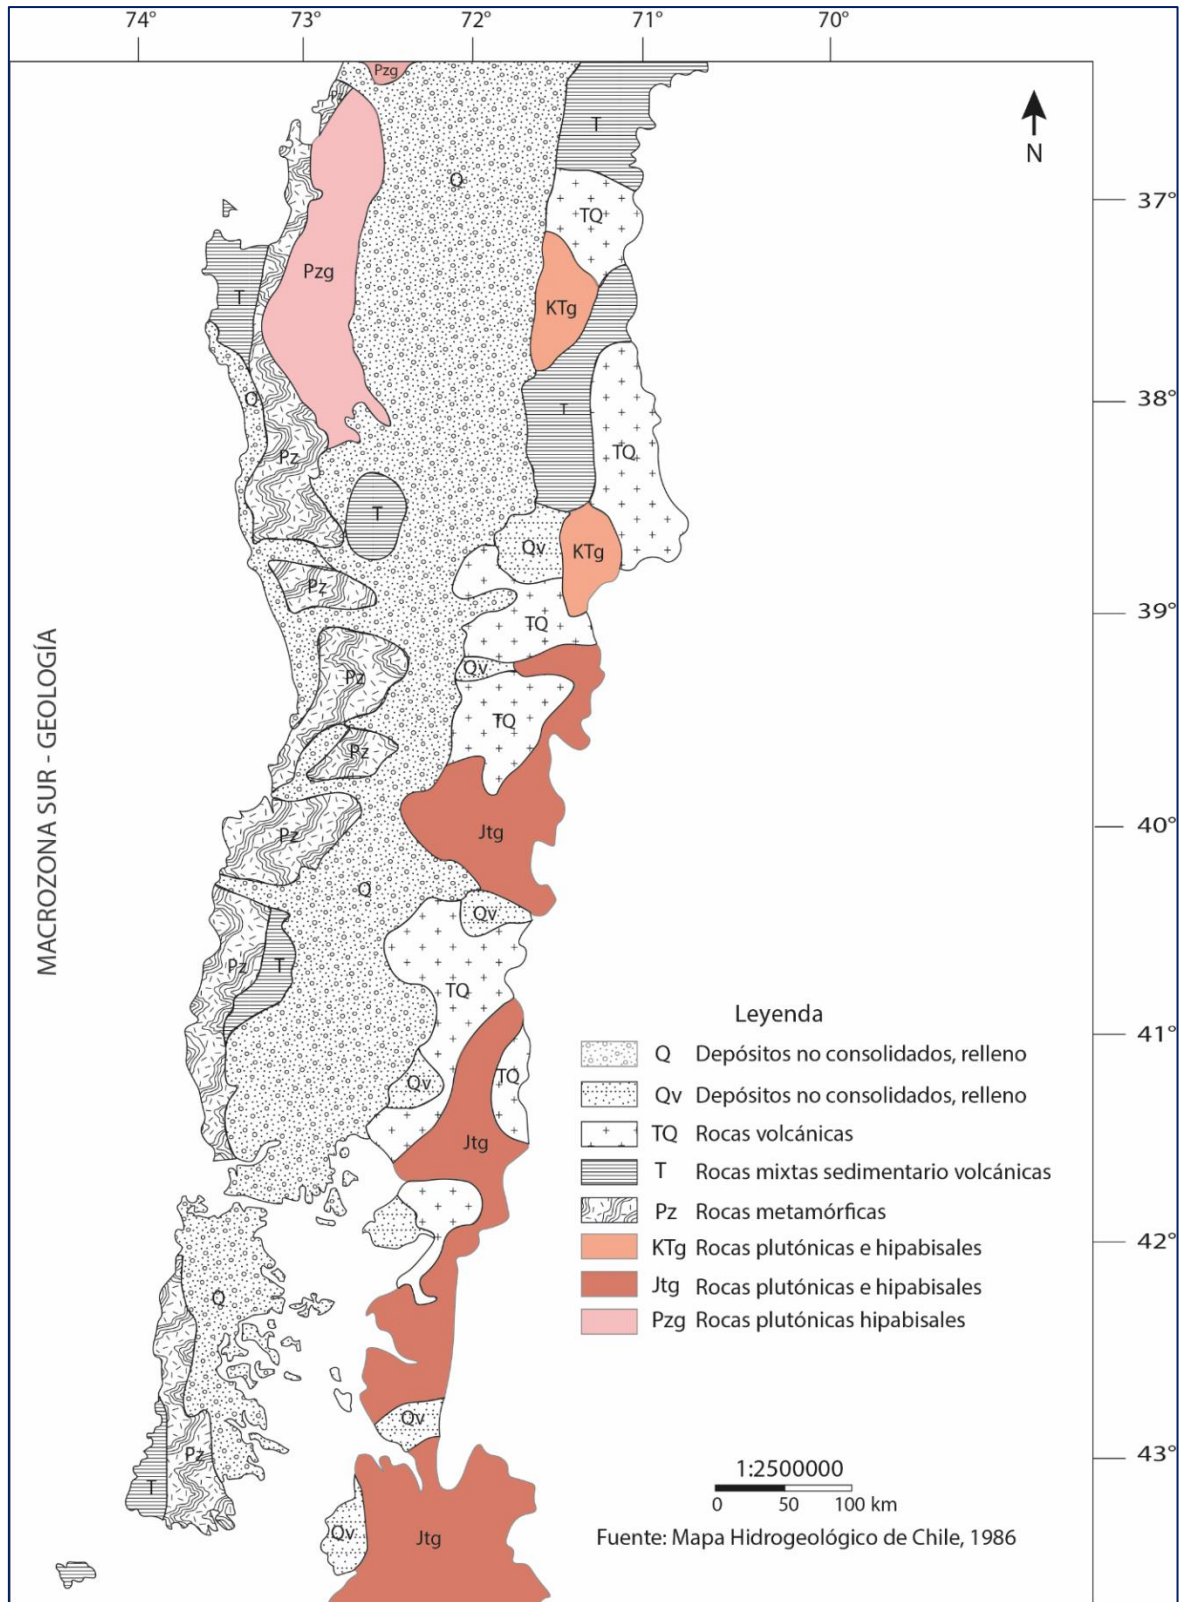 74°
73°
72°
71°
70°
Pzg
Pz
T
N
Q
37°
TQ
Pzg
T
KTg
Q
38°
T
TQ
Pz
T
Qv
KTg
Pz
39°
TQ
Qv
Pz
TQ
Pz
MACROZONA SUR - GEOLOGÍA
Pz
Jtg
40°
Q
Qv
Pz
T
TQ
41°
Qv
TQ
Jtg
42°
Q
Qv
Pz
43°
T
Qv
Jtg
Leyenda
Q Depósitos no consolidados, relleno
Qv Depósitos no consolidados, relleno
TQ Rocas volcánicas
T Rocas mixtas sedimentario volcánicas
Pz Rocas metamórficas
KTg Rocas plutónicas e hipabisales
Jtg Rocas plutónicas e hipabisales
Pzg Rocas plutónicas hipabisales
1:2500000
0 50 100 km
Fuente: Mapa Hidrogeológico de Chile, 1986